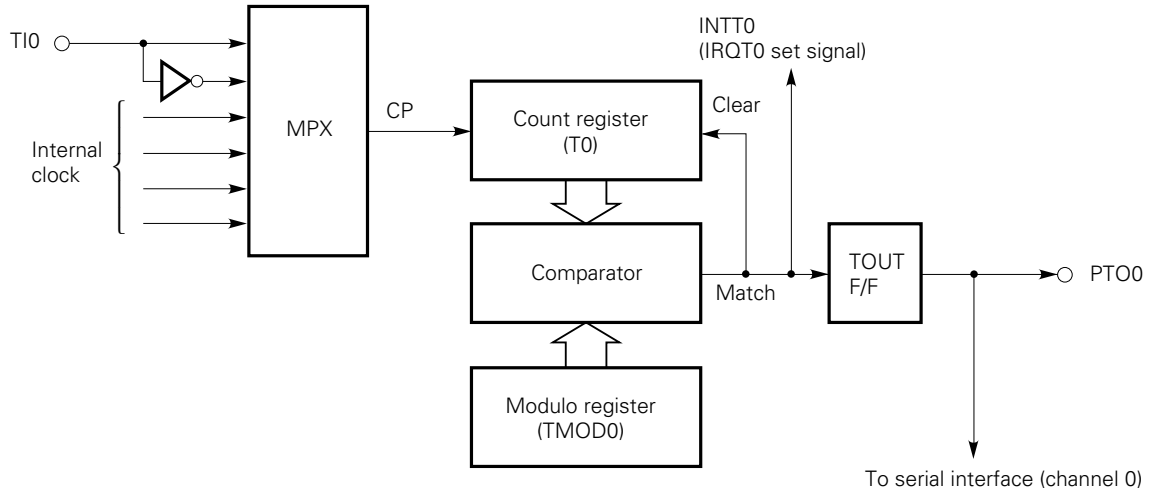 INTT0
(IRQT0 set signal)
TI0
MPX
CP
Count register
(T0)
Clear
Internal
clock
Comparator
Match
TOUT
F/F
PTO0
Modulo register
(TMOD0)
To serial interface (channel 0)